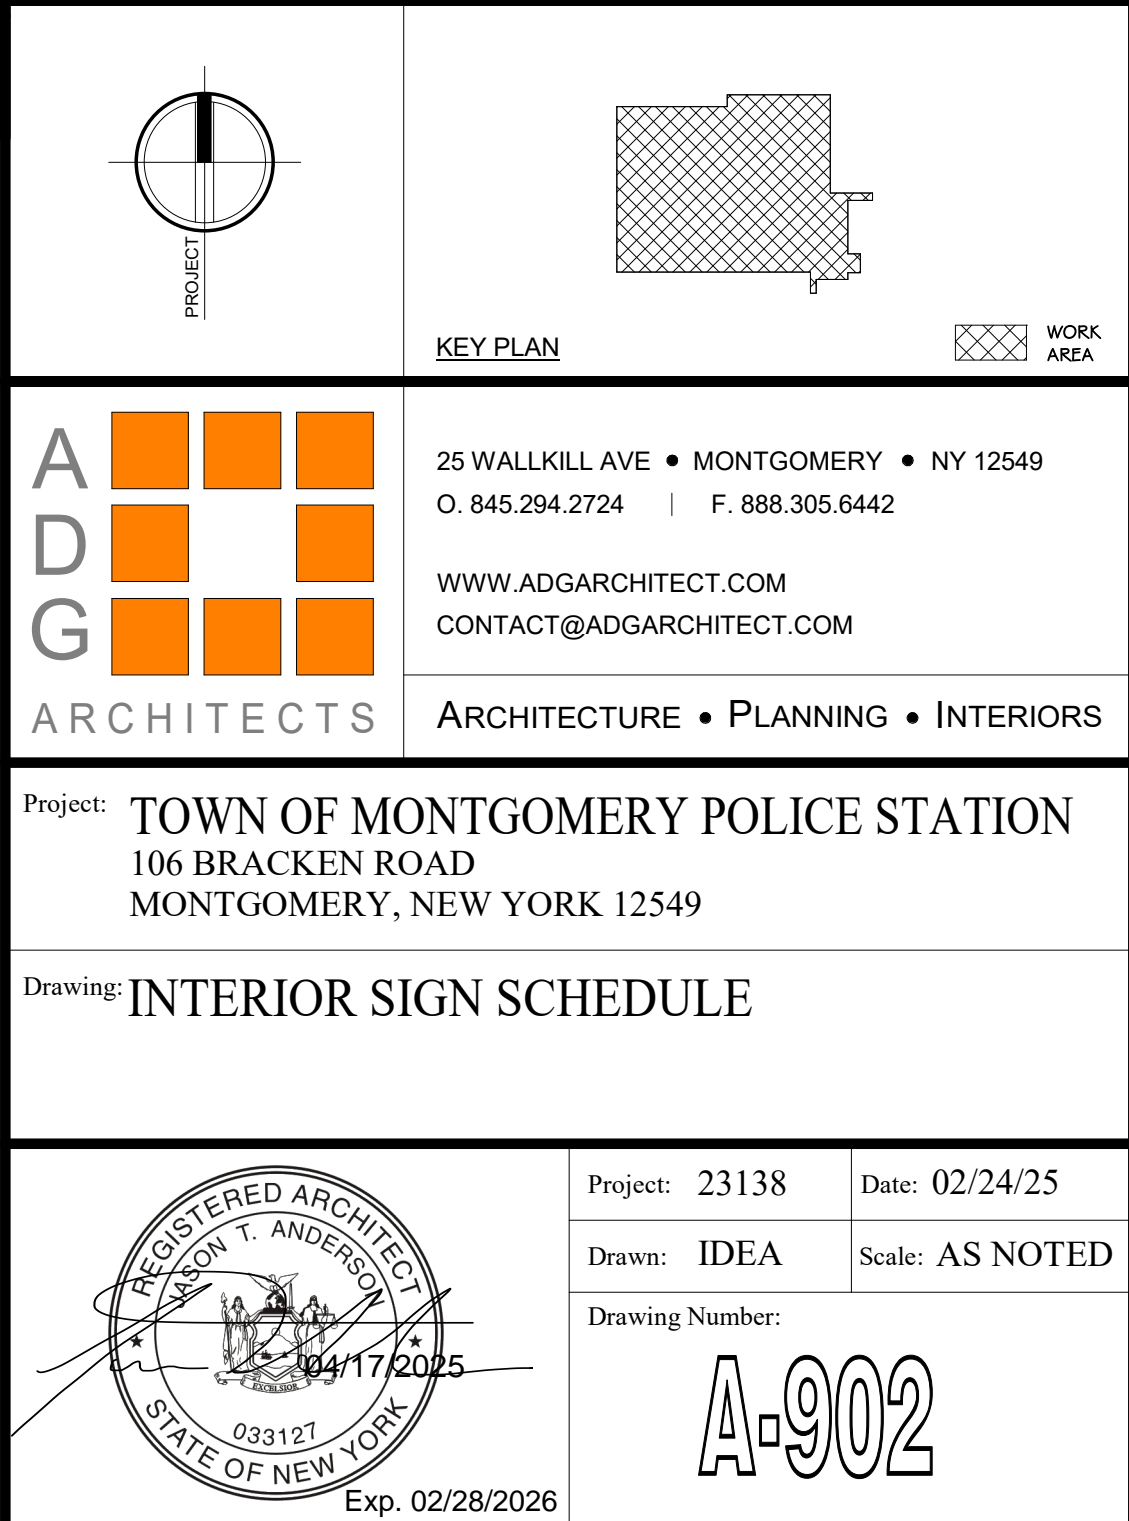 PROJECT
KEY PLAN
WORK
AREA
A
D
G
ARCHITECTS
25 WALLKILL AVE ● MONTGOMERY ● NY 12549
O. 845.294.2724 | F. 888.305.6442
WWW.ADGARCHITECT.COM
CONTACT@ADGARCHITECT.COM
ARCHITECTURE ● PLANNING ● INTERIORS
Project: TOWN OF MONTGOMERY POLICE STATION
106 BRACKEN ROAD
MONTGOMERY, NEW YORK 12549
Drawing: INTERIOR SIGN SCHEDULE
REGISTERED ARCHITECT
JASON T. ANDERSON
EXCELSIOR
04/17/2025
033127
STATE OF NEW YORK
Exp. 02/28/2026
Project: 23138
Date: 02/24/25
Drawn: IDEA
Scale: AS NOTED
Drawing Number:
A-902